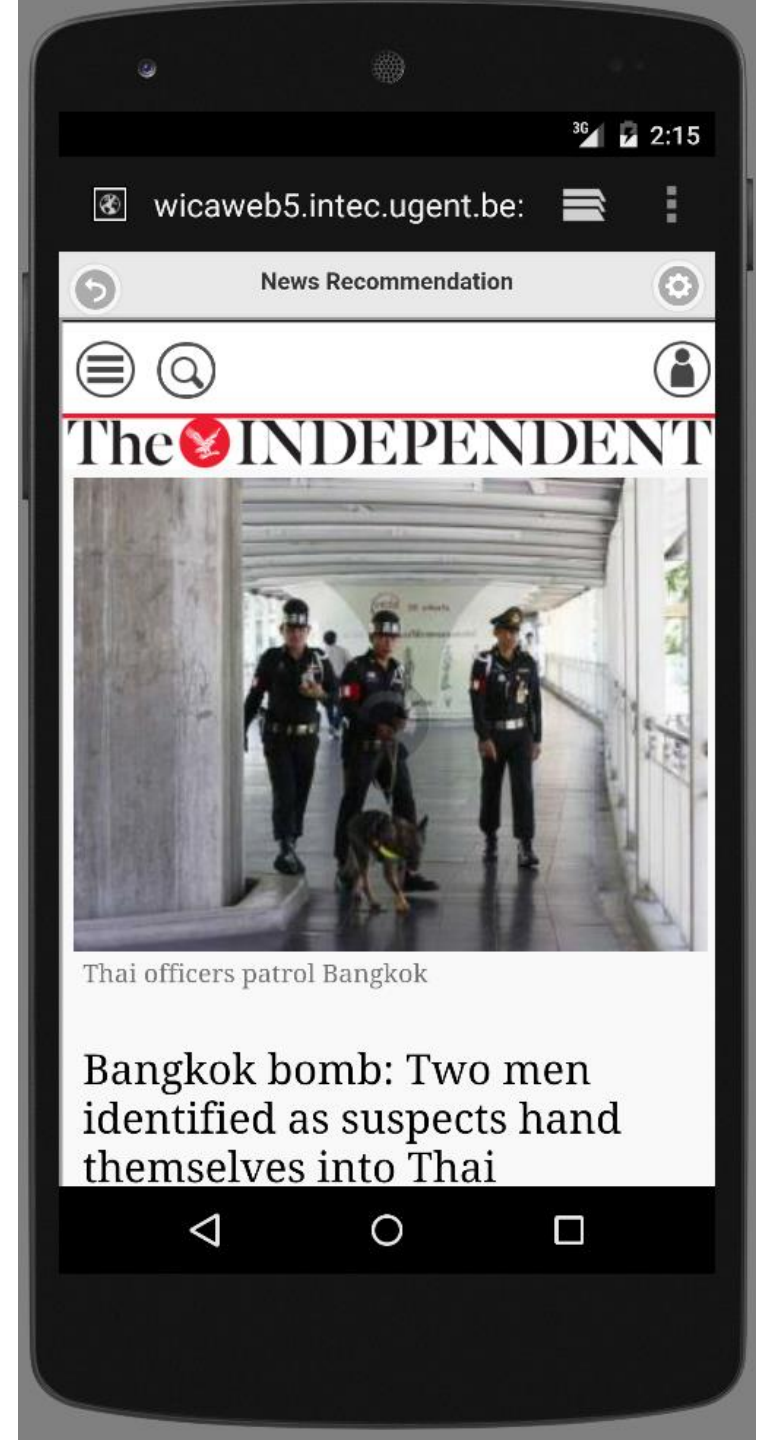 3G 2:15
wicaweb5.intec.ugent.be:
News Recommendation
The INDEPENDENT
Thai officers patrol Bangkok
Bangkok bomb: Two men
identified as suspects hand
themselves into Thai